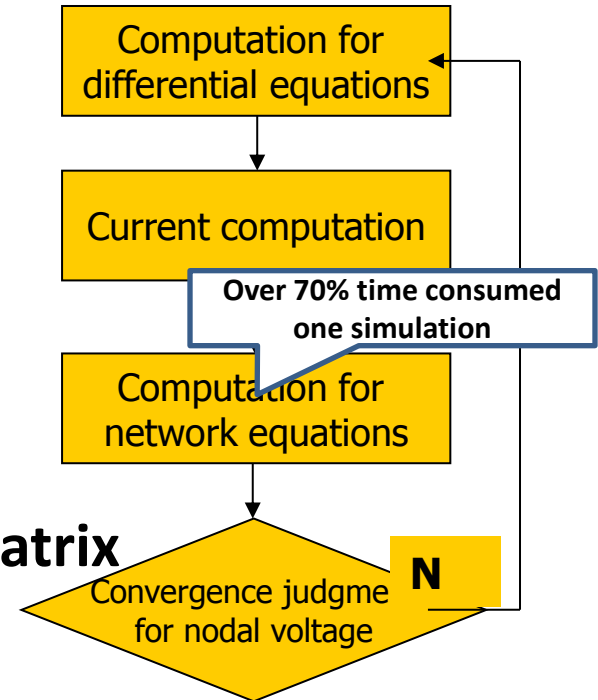 Computation for
differential equations
Current computation
Over 70% time consumed
one simulation
Computation for
network equations
atrix
N
Convergence judgme
for nodal voltage